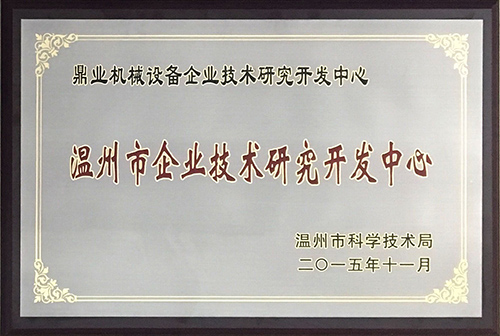 鼎业机械设备企业技术研究开发中心
温州市企业技术研究开发中心
温州市科学技术局
二〇一五年十一月